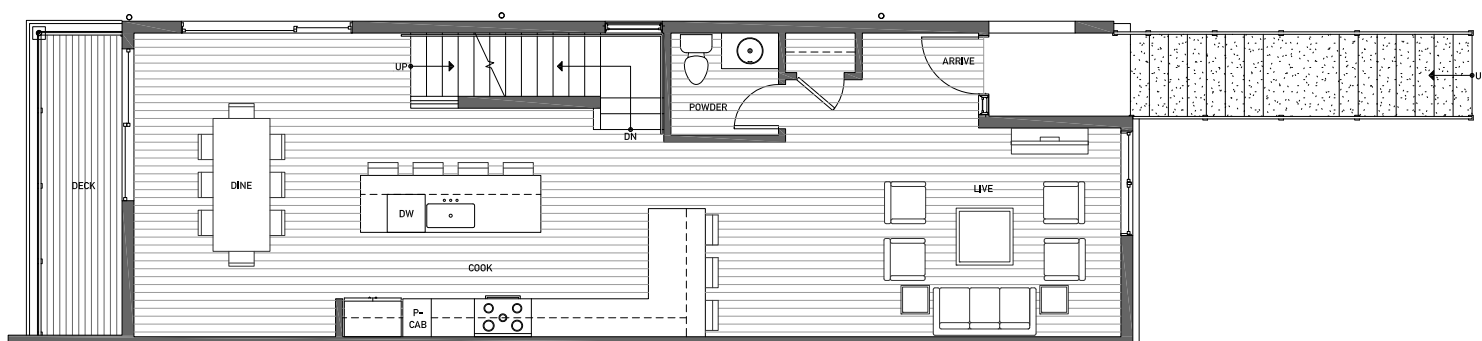 ARRIVE
UP
U
POWDER
DN
DECK
DINE
LIVE
DW
COOK
P-
CAB